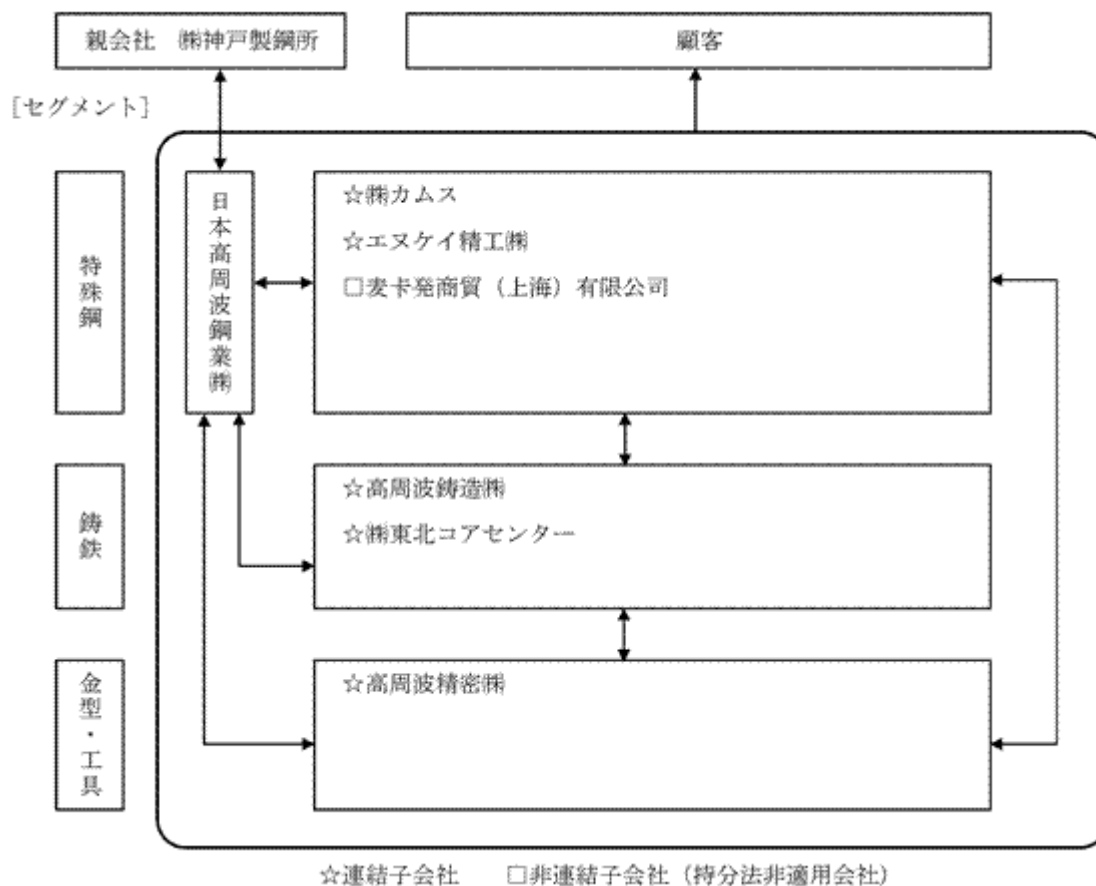 親会社 ㈱神戸製鋼所
顧客
［セグメント］
特殊鋼
日本高周波鋼業㈱
☆㈱カムス
☆エヌケイ精工㈱
□麦卡発商貿（上海）有限公司
鋳鉄
☆高周波鋳造㈱
☆㈱東北コアセンター
金型・工具
☆高周波精密㈱
☆連結子会社 □非連結子会社（持分法非適用会社）